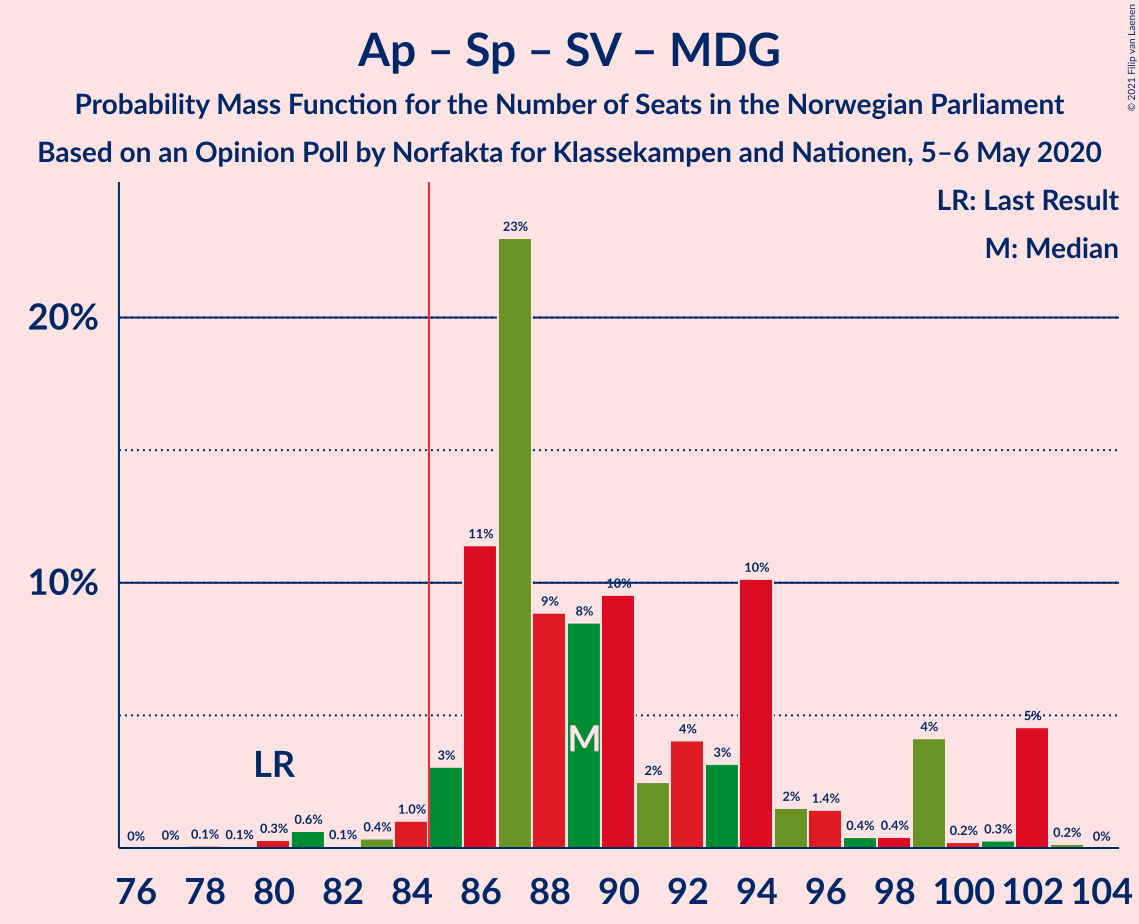 Ap – Sp – SV – MDG
Probability Mass Function for the Number of Seats in the Norwegian Parliament
Based on an Opinion Poll by Norfakta for Klassekampen and Nationen, 5–6 May 2020
© 2021 Filip van Laenen
LR: Last Result
M: Median
20%
10%
0% 0% 0.1% 0.1% 0.3% 0.6% 0.1% 0.4% 1.0% 3% 11% 23% 9% 8% 10% 2% 4% 3% 10% 2% 1.4% 0.4% 0.4% 4% 0.2% 0.3% 5% 0.2% 0%
LR
M
76 78 80 82 84 86 88 90 92 94 96 98 100 102 104